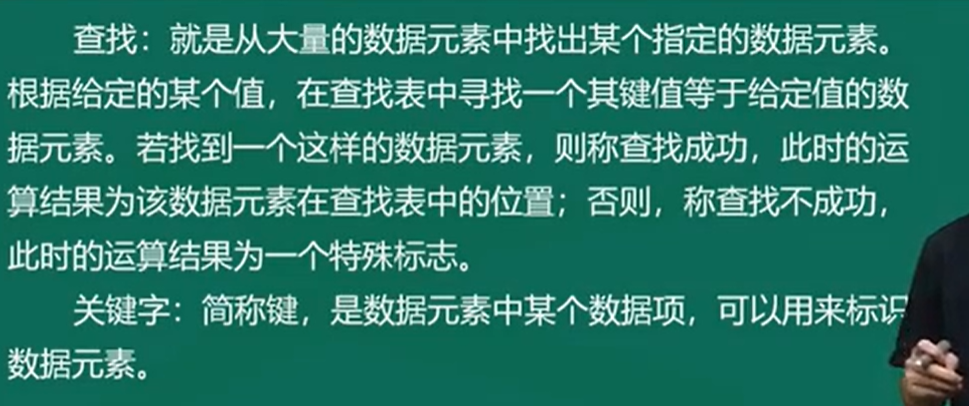 查找：就是从大量的数据元素中找出某个指定的数据元素。
根据给定的某个值，在查找表中寻找一个其键值等于给定值的数
据元素。若找到一个这样的数据元素，则称查找成功，此时的运
算结果为该数据元素在查找表中的位置；否则，称查找不成功，
此时的运算结果为一个特殊标志。
关键字：简称键，是数据元素中某个数据项，可以用来标识
数据元素。